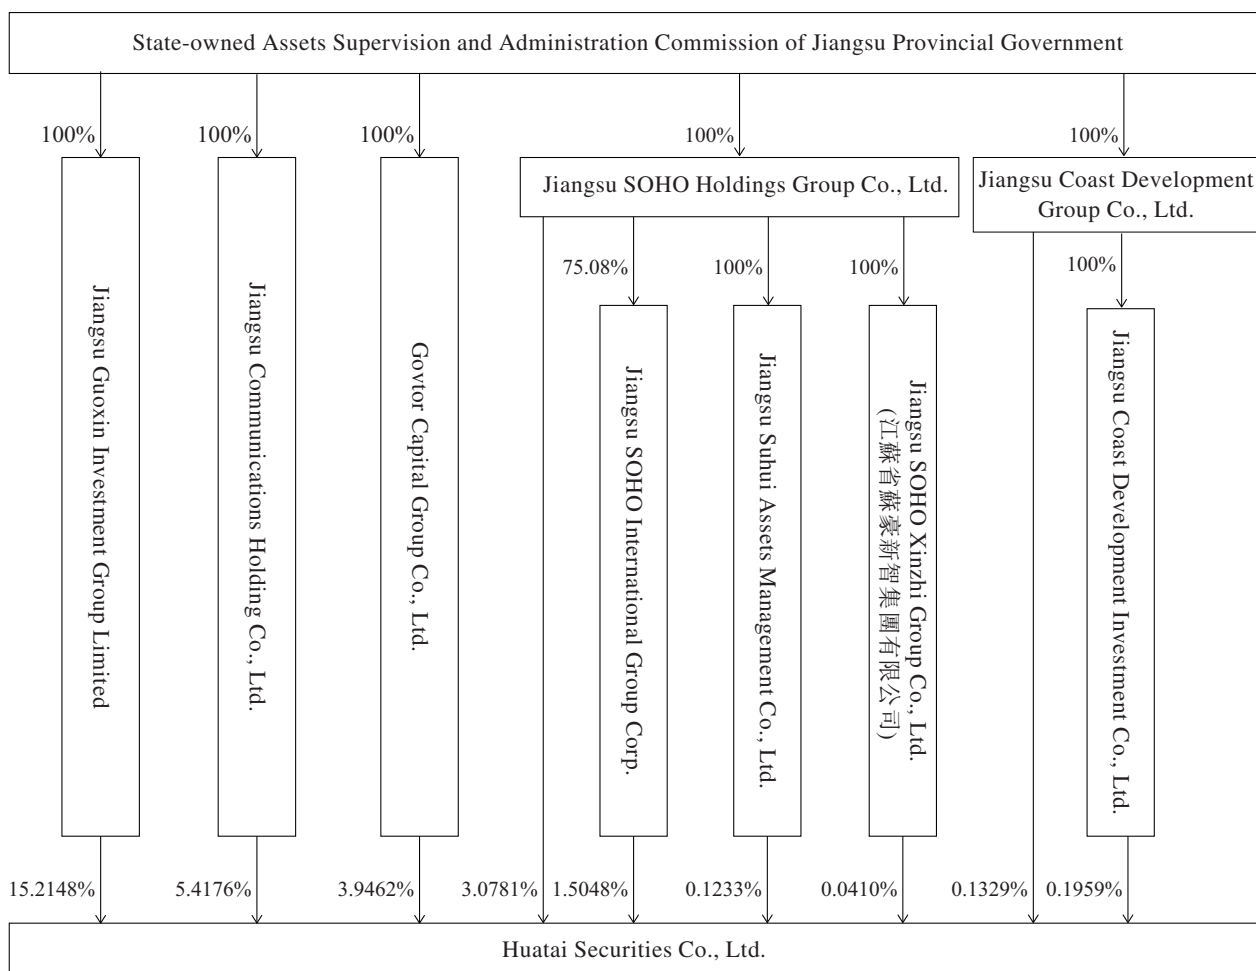 State-owned Assets Supervision and Administration Commission of Jiangsu Provincial Government
100%
100%
100%
100%
100%
Jiangsu SOHO Holdings Group Co., Ltd.
Jiangsu Coast Development
Group Co., Ltd.
75.08%
100%
100%
100%
Jiangsu Guoxin Investment Group Limited
Jiangsu Communications Holding Co., Ltd.
Govtor Capital Group Co., Ltd.
Jiangsu SOHO International Group Corp.
Jiangsu Suhui Assets Management Co., Ltd.
Jiangsu SOHO Xinzhi Group Co., Ltd.
(江蘇省蘇豪新智集團有限公司)
Jiangsu Coast Development Investment Co., Ltd.
15.2148%
5.4176%
3.9462%
3.0781%
1.5048%
0.1233%
0.0410%
0.1329%
0.1959%
Huatai Securities Co., Ltd.